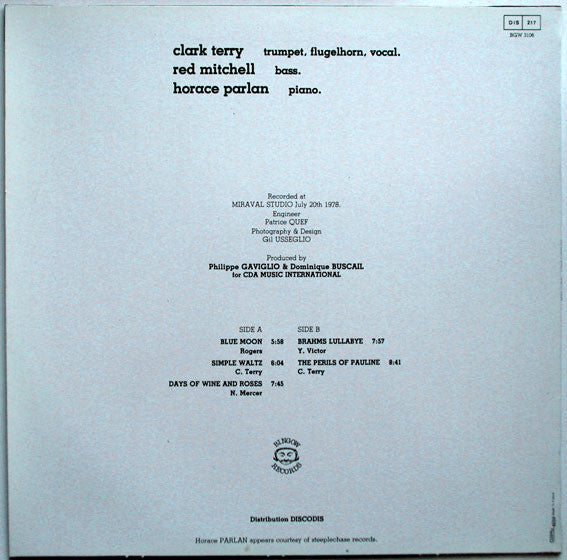 DIS 217
BGW 3106
clark terry trumpet, flugelhorn, vocal.
red mitchell bass.
horace parlan piano.
Recorded at
MIRAVAL STUDIO July 20th 1978.
Engineer
Patrice QUEF
Photography & Design
Gil USSEGLIO
Produced by
Philippe GAVIGLIO & Dominique BUSCAIL
for CDA MUSIC INTERNATIONAL
SIDE A
BLUE MOON 5:58
Rogers
SIMPLE WALTZ 6:04
C. Terry
DAYS OF WINE AND ROSES 7:45
N. Mercer
SIDE B
BRAHMS LULLABYE 7:57
Y. Victor
THE PERILS OF PAULINE 8:41
C. Terry
BINGOW
RECORDS
Distribution DISCODIS
Horace PARLAN appears courtesy of steeplechase records.